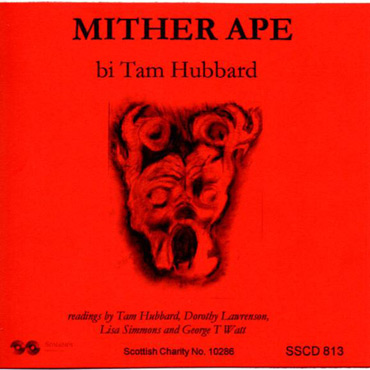 MITHER APE
bi Tam Hubbard
readings by Tam Hubbard, Dorothy Lawrenson,
Lisa Simmons and George T Watt
Scottish Charity No. 10286
SSCD 813